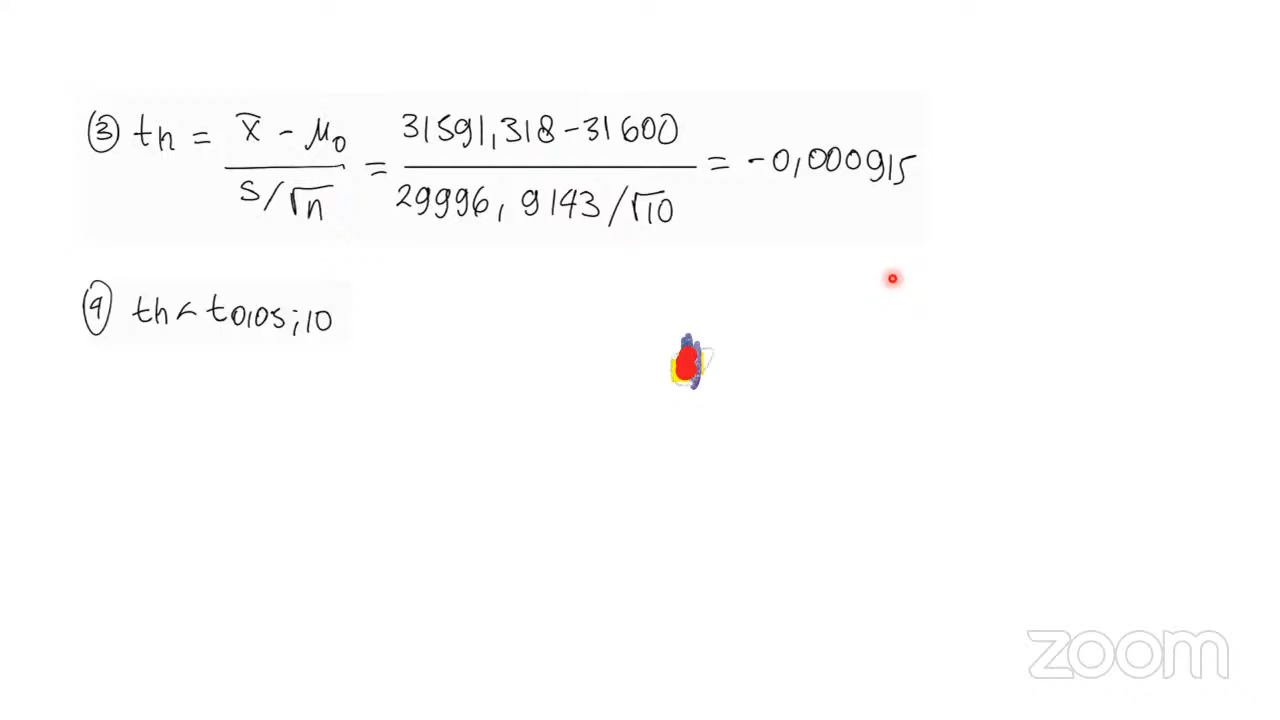 ③ th = x̄ - μ0 / S/√n = 31591,318 - 31600 / 29996,9143/√10 = -0,000915
④ th < t0,05;10
zoom